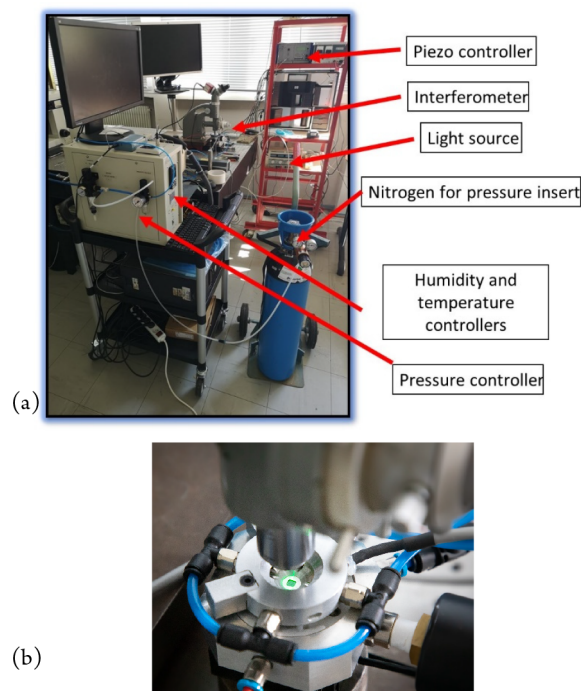 Piezo controller
Interferometer
Light source
Nitrogen for pressure insert
Humidity and
temperature
controllers
Pressure controller
(a)
(b)